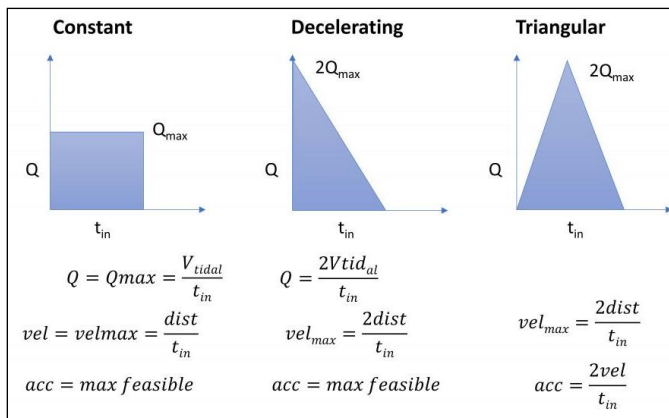 Constant Decelerating Triangular
2Q_max 2Q_max
Q_max
Q Q Q
t_in t_in t_in
Q = Qmax = V_tidal / t_in Q = 2Vtid_al / t_in
vel = velmax = dist / t_in vel_max = 2dist / t_in vel_max = 2dist / t_in
acc = max feasible acc = max feasible acc = 2vel / t_in